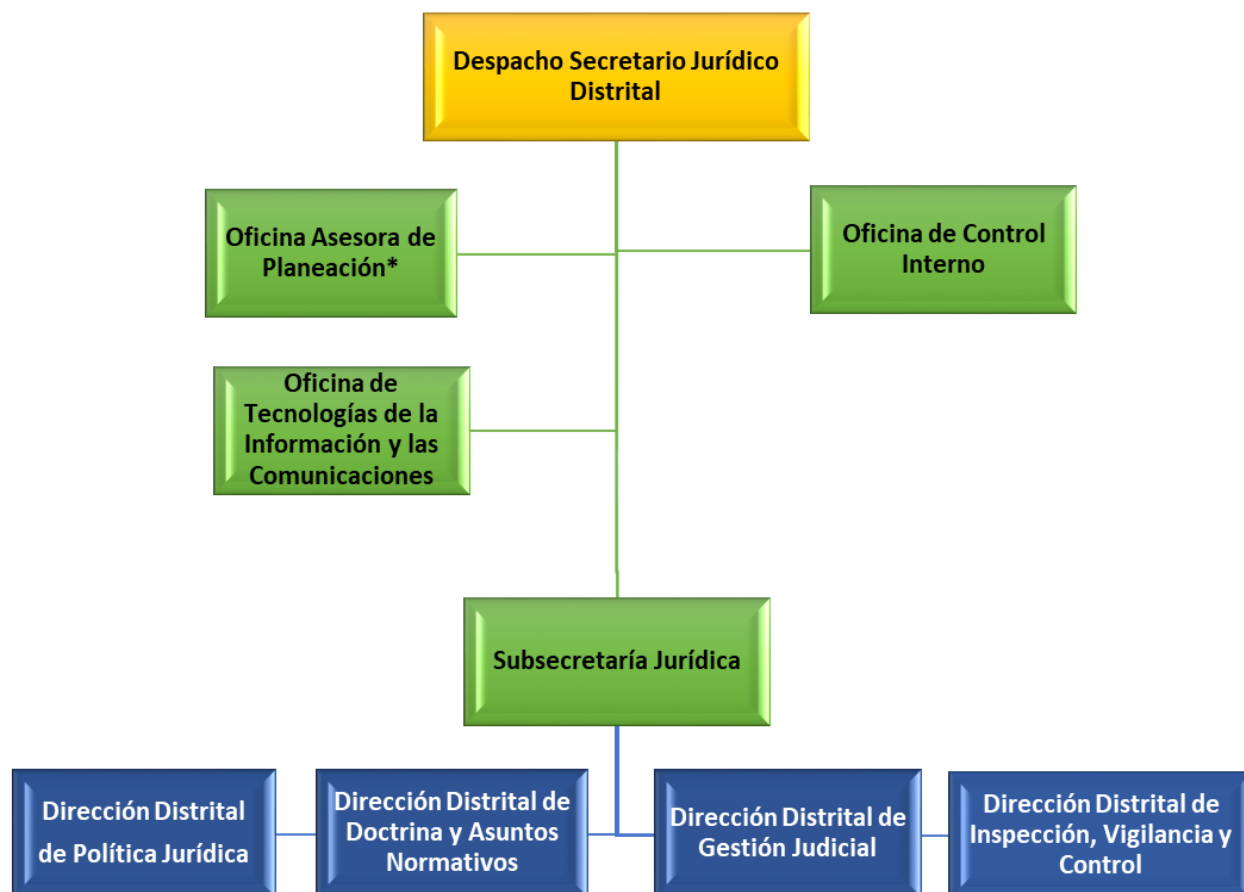 Despacho Secretario Jurídico
Distrital
Oficina Asesora de
Planeación*
Oficina de Control
Interno
Oficina de
Tecnologías de la
Información y las
Comunicaciones
Subsecretaría Jurídica
Dirección Distrital
de Política Jurídica
Dirección Distrital de
Doctrina y Asuntos
Normativos
Dirección Distrital de
Gestión Judicial
Dirección Distrital de
Inspección, Vigilancia y
Control